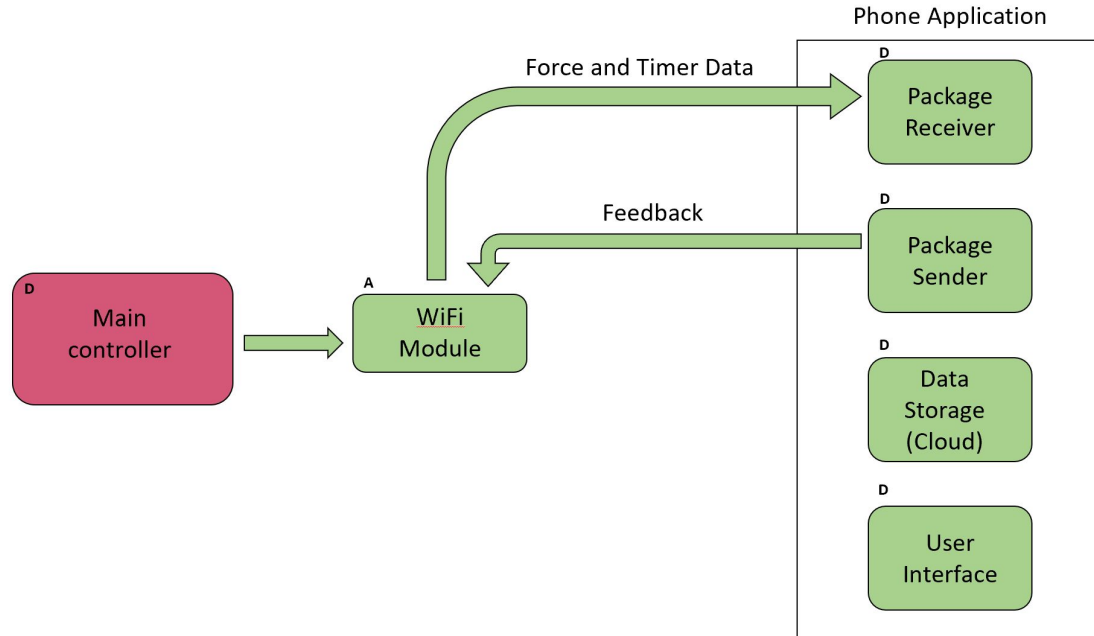 Phone Application
D
Force and Timer Data
Package
Receiver
D
Feedback
Package
Sender
D
Main
controller
A
WiFi
Module
D
Data
Storage
(Cloud)
D
User
Interface